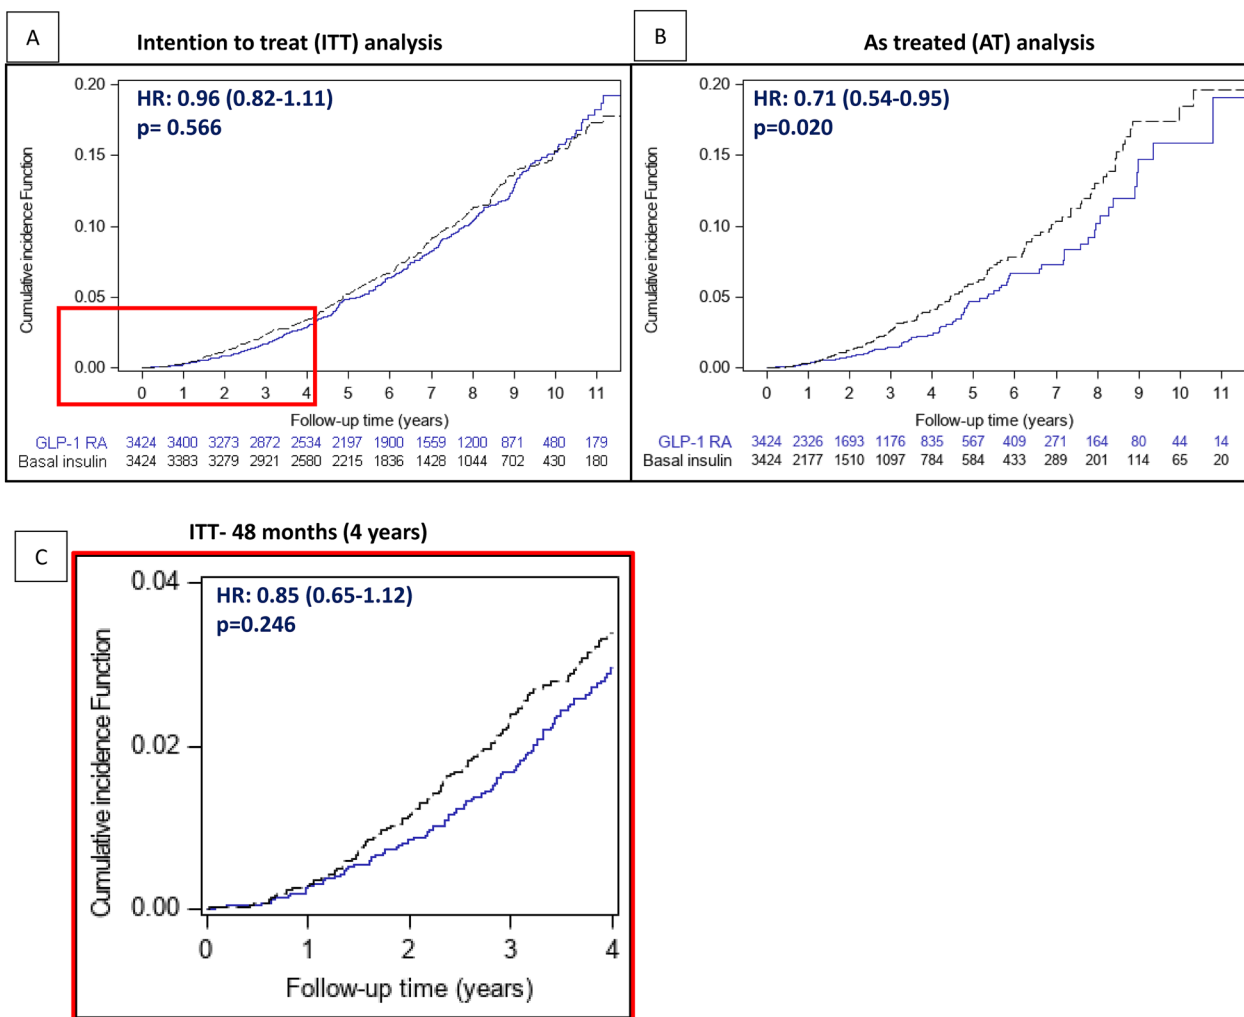 A
Intention to treat (ITT) analysis
HR: 0.96 (0.82-1.11)
p= 0.566
Cumulative incidence Function
0.20
0.15
0.10
0.05
0.00
0 1 2 3 4 5 6 7 8 9 10 11
Follow-up time (years)
GLP-1 RA 3424 3400 3273 2872 2534 2197 1900 1559 1200 871 480 179
Basal insulin 3424 3383 3279 2921 2580 2215 1836 1428 1044 702 430 180
B
As treated (AT) analysis
HR: 0.71 (0.54-0.95)
p=0.020
Cumulative incidence Function
0.20
0.15
0.10
0.05
0.00
0 1 2 3 4 5 6 7 8 9 10 11
Follow-up time (years)
GLP-1 RA 3424 2326 1693 1176 835 567 409 271 164 80 44 14
Basal insulin 3424 2177 1510 1097 784 584 433 289 201 114 65 20
C
ITT- 48 months (4 years)
HR: 0.85 (0.65-1.12)
p=0.246
Cumulative incidence Function
0.04
0.02
0.00
0 1 2 3 4
Follow-up time (years)